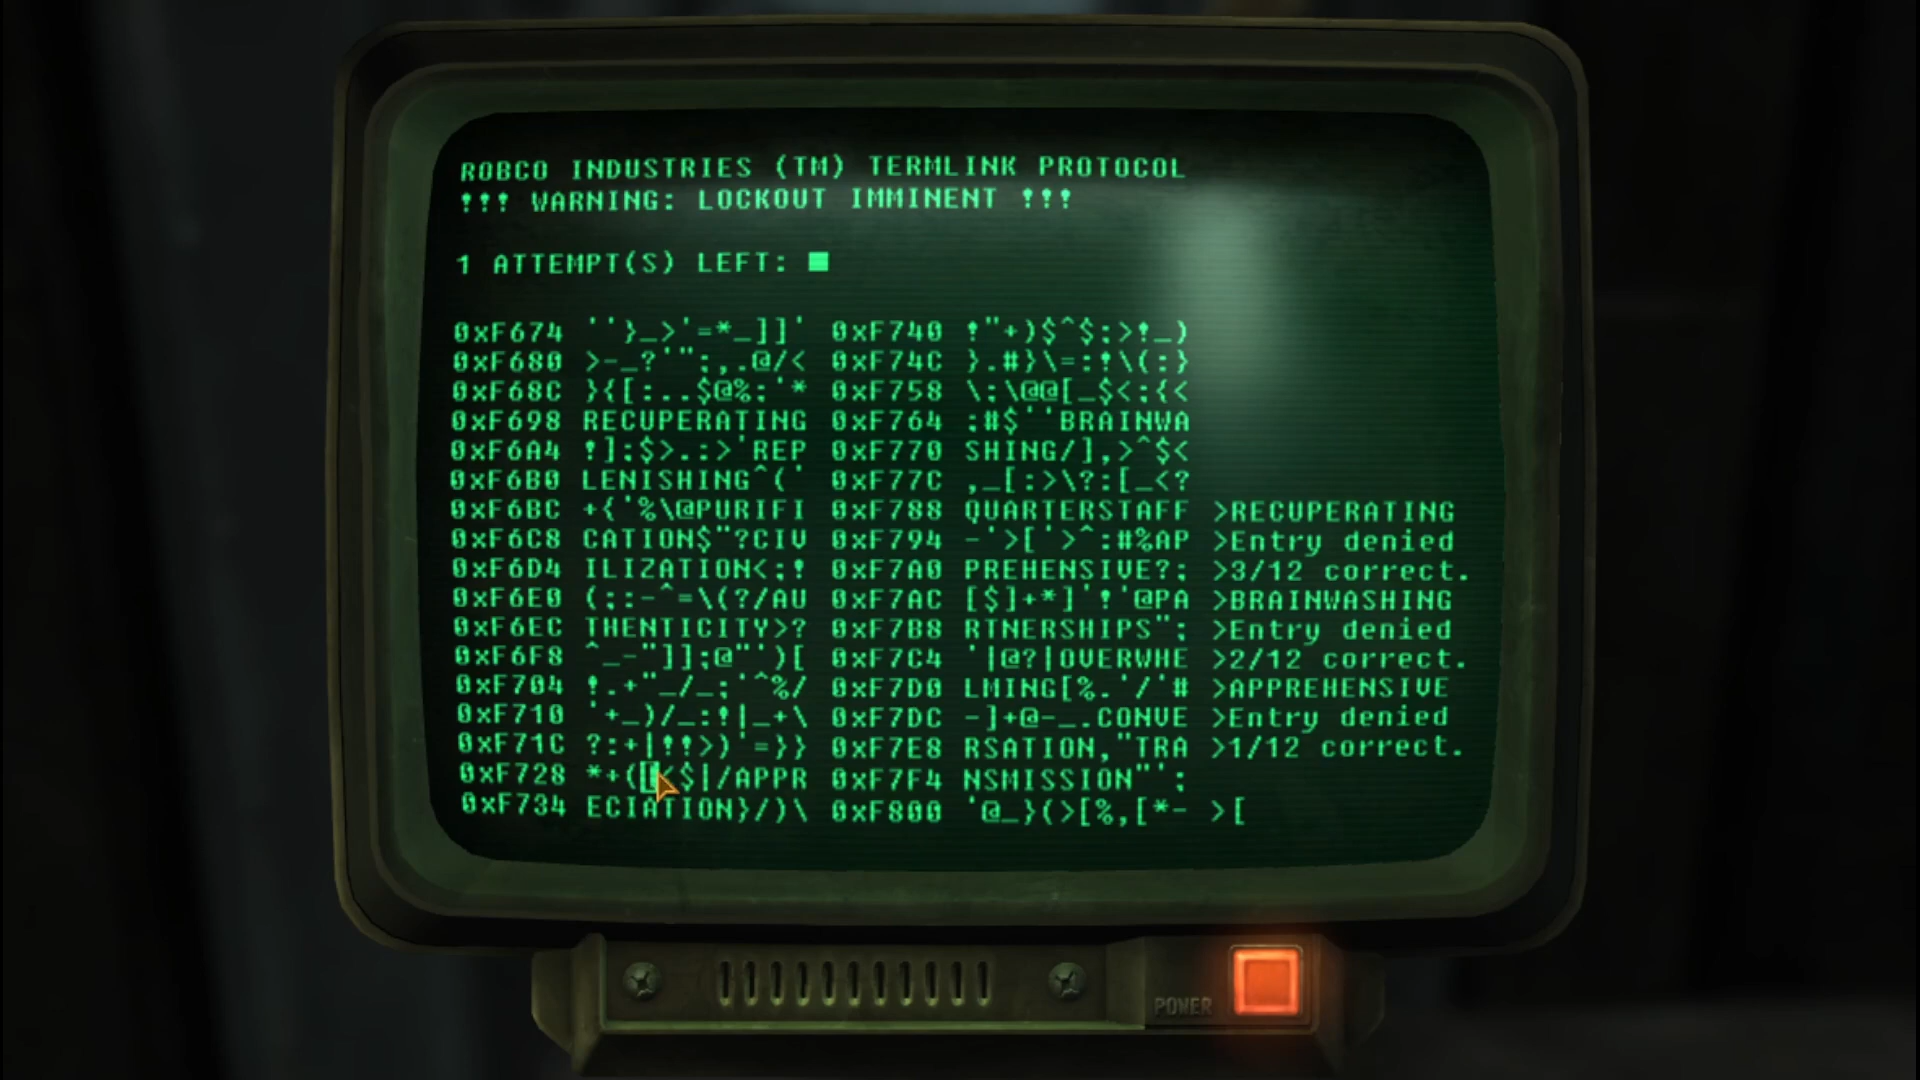 ROBCO INDUSTRIES (TM) TERMLINK PROTOCOL
!!! WARNING: LOCKOUT IMMINENT !!!
1 ATTEMPT(S) LEFT:
0xF674 ''}_>'=*_]]' 0xF740 !"+)$^$:>!_)
0xF680 >-_?'":,.@/< 0xF74C }.#}\=:!\(:}
0xF68C }{[:..$@%:'* 0xF758 \;\@@[_$<;{<
0xF698 RECUPERATING 0xF764 :#$''BRAINWA
0xF6A4 !];$>.:>'REP 0xF770 SHING/],>^$<
0xF6B0 LENISHING^(' 0xF77C ,_[:>\?:[_<?
0xF6BC +{'%\@PURIFI 0xF788 QUARTERSTAFF >RECUPERATING
0xF6C8 CATION$"?CIV 0xF794 -'>['>^:#%AP >Entry denied
0xF6D4 ILIZATION<;! 0xF7A0 PREHENSIVE?; >3/12 correct.
0xF6E0 (;:-^=\(?/AU 0xF7AC [$]+*]'!'@PA >BRAINWASHING
0xF6EC THENTICITY>? 0xF7B8 RTNERSHIPS"; >Entry denied
0xF6F8 ^_-"]];@"')[ 0xF7C4 '|@?|OVERWHE >2/12 correct.
0xF704 !.+"_/_;'^%/ 0xF7D0 LMING[%.'/'# >APPREHENSIVE
0xF710 '+_)/_:!|_+\ 0xF7DC -]+@-_.CONVE >Entry denied
0xF71C ?:+|!!>)'=}} 0xF7E8 RSATION,"TRA >1/12 correct.
0xF728 *+([<$|/APPR 0xF7F4 NSMISSION"';
0xF734 ECIATION}/)\ 0xF800 '@_}(>[%,[*- >[
POWER